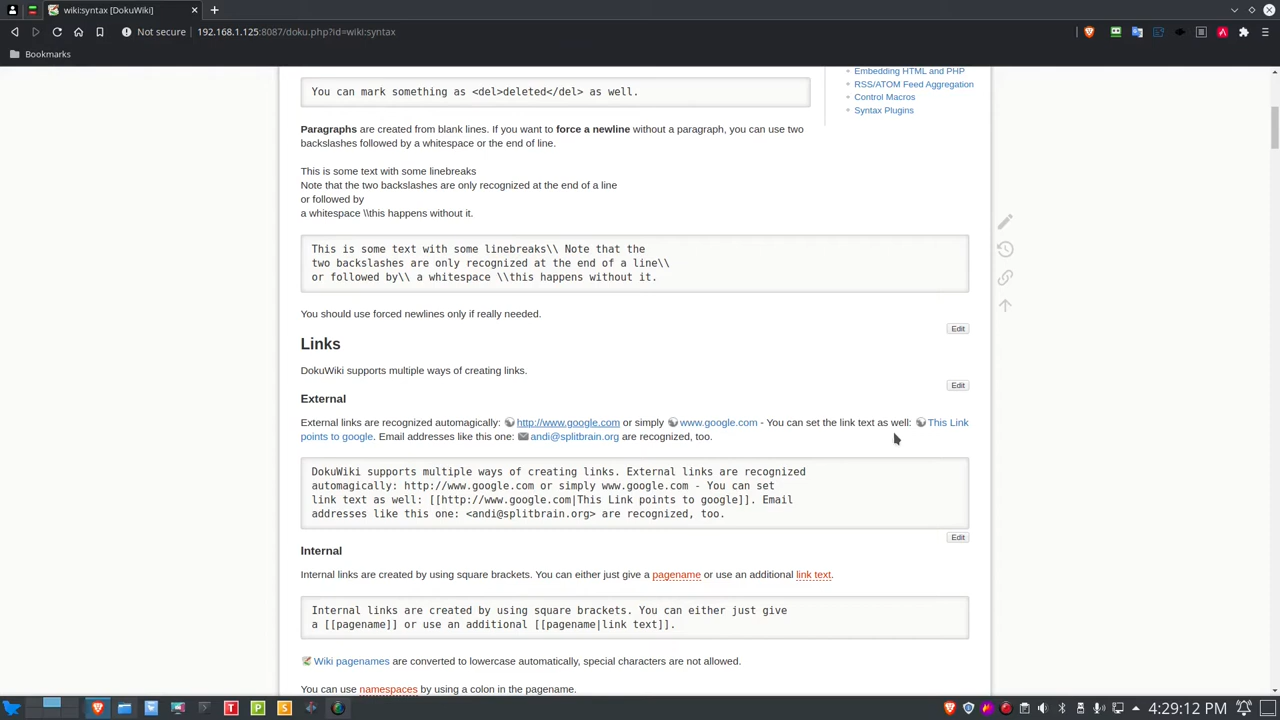 wiki:syntax [DokuWiki]
Not secure
192.168.1.125:8087/doku.php?id=wiki:syntax
Bookmarks
Embedding HTML and PHP
RSS/ATOM Feed Aggregation
Control Macros
Syntax Plugins
You can mark something as <del>deleted</del> as well.
Paragraphs are created from blank lines. If you want to force a newline without a paragraph, you can use two
backslashes followed by a whitespace or the end of line.
This is some text with some linebreaks
Note that the two backslashes are only recognized at the end of a line
or followed by
a whitespace \\this happens without it.
This is some text with some linebreaks\\ Note that the
two backslashes are only recognized at the end of a line\\
or followed by\\ a whitespace \\this happens without it.
You should use forced newlines only if really needed.
Edit
Links
DokuWiki supports multiple ways of creating links.
Edit
External
External links are recognized automagically: http://www.google.com or simply www.google.com - You can set the link text as well: This Link
points to google. Email addresses like this one: andi@splitbrain.org are recognized, too.
DokuWiki supports multiple ways of creating links. External links are recognized
automagically: http://www.google.com or simply www.google.com - You can set
link text as well: [[http://www.google.com|This Link points to google]]. Email
addresses like this one: <andi@splitbrain.org> are recognized, too.
Edit
Internal
Internal links are created by using square brackets. You can either just give a pagename or use an additional link text.
Internal links are created by using square brackets. You can either just give
a [[pagename]] or use an additional [[pagename|link text]].
Wiki pagenames are converted to lowercase automatically, special characters are not allowed.
You can use namespaces by using a colon in the pagename.
T
P
S
4:29:12 PM